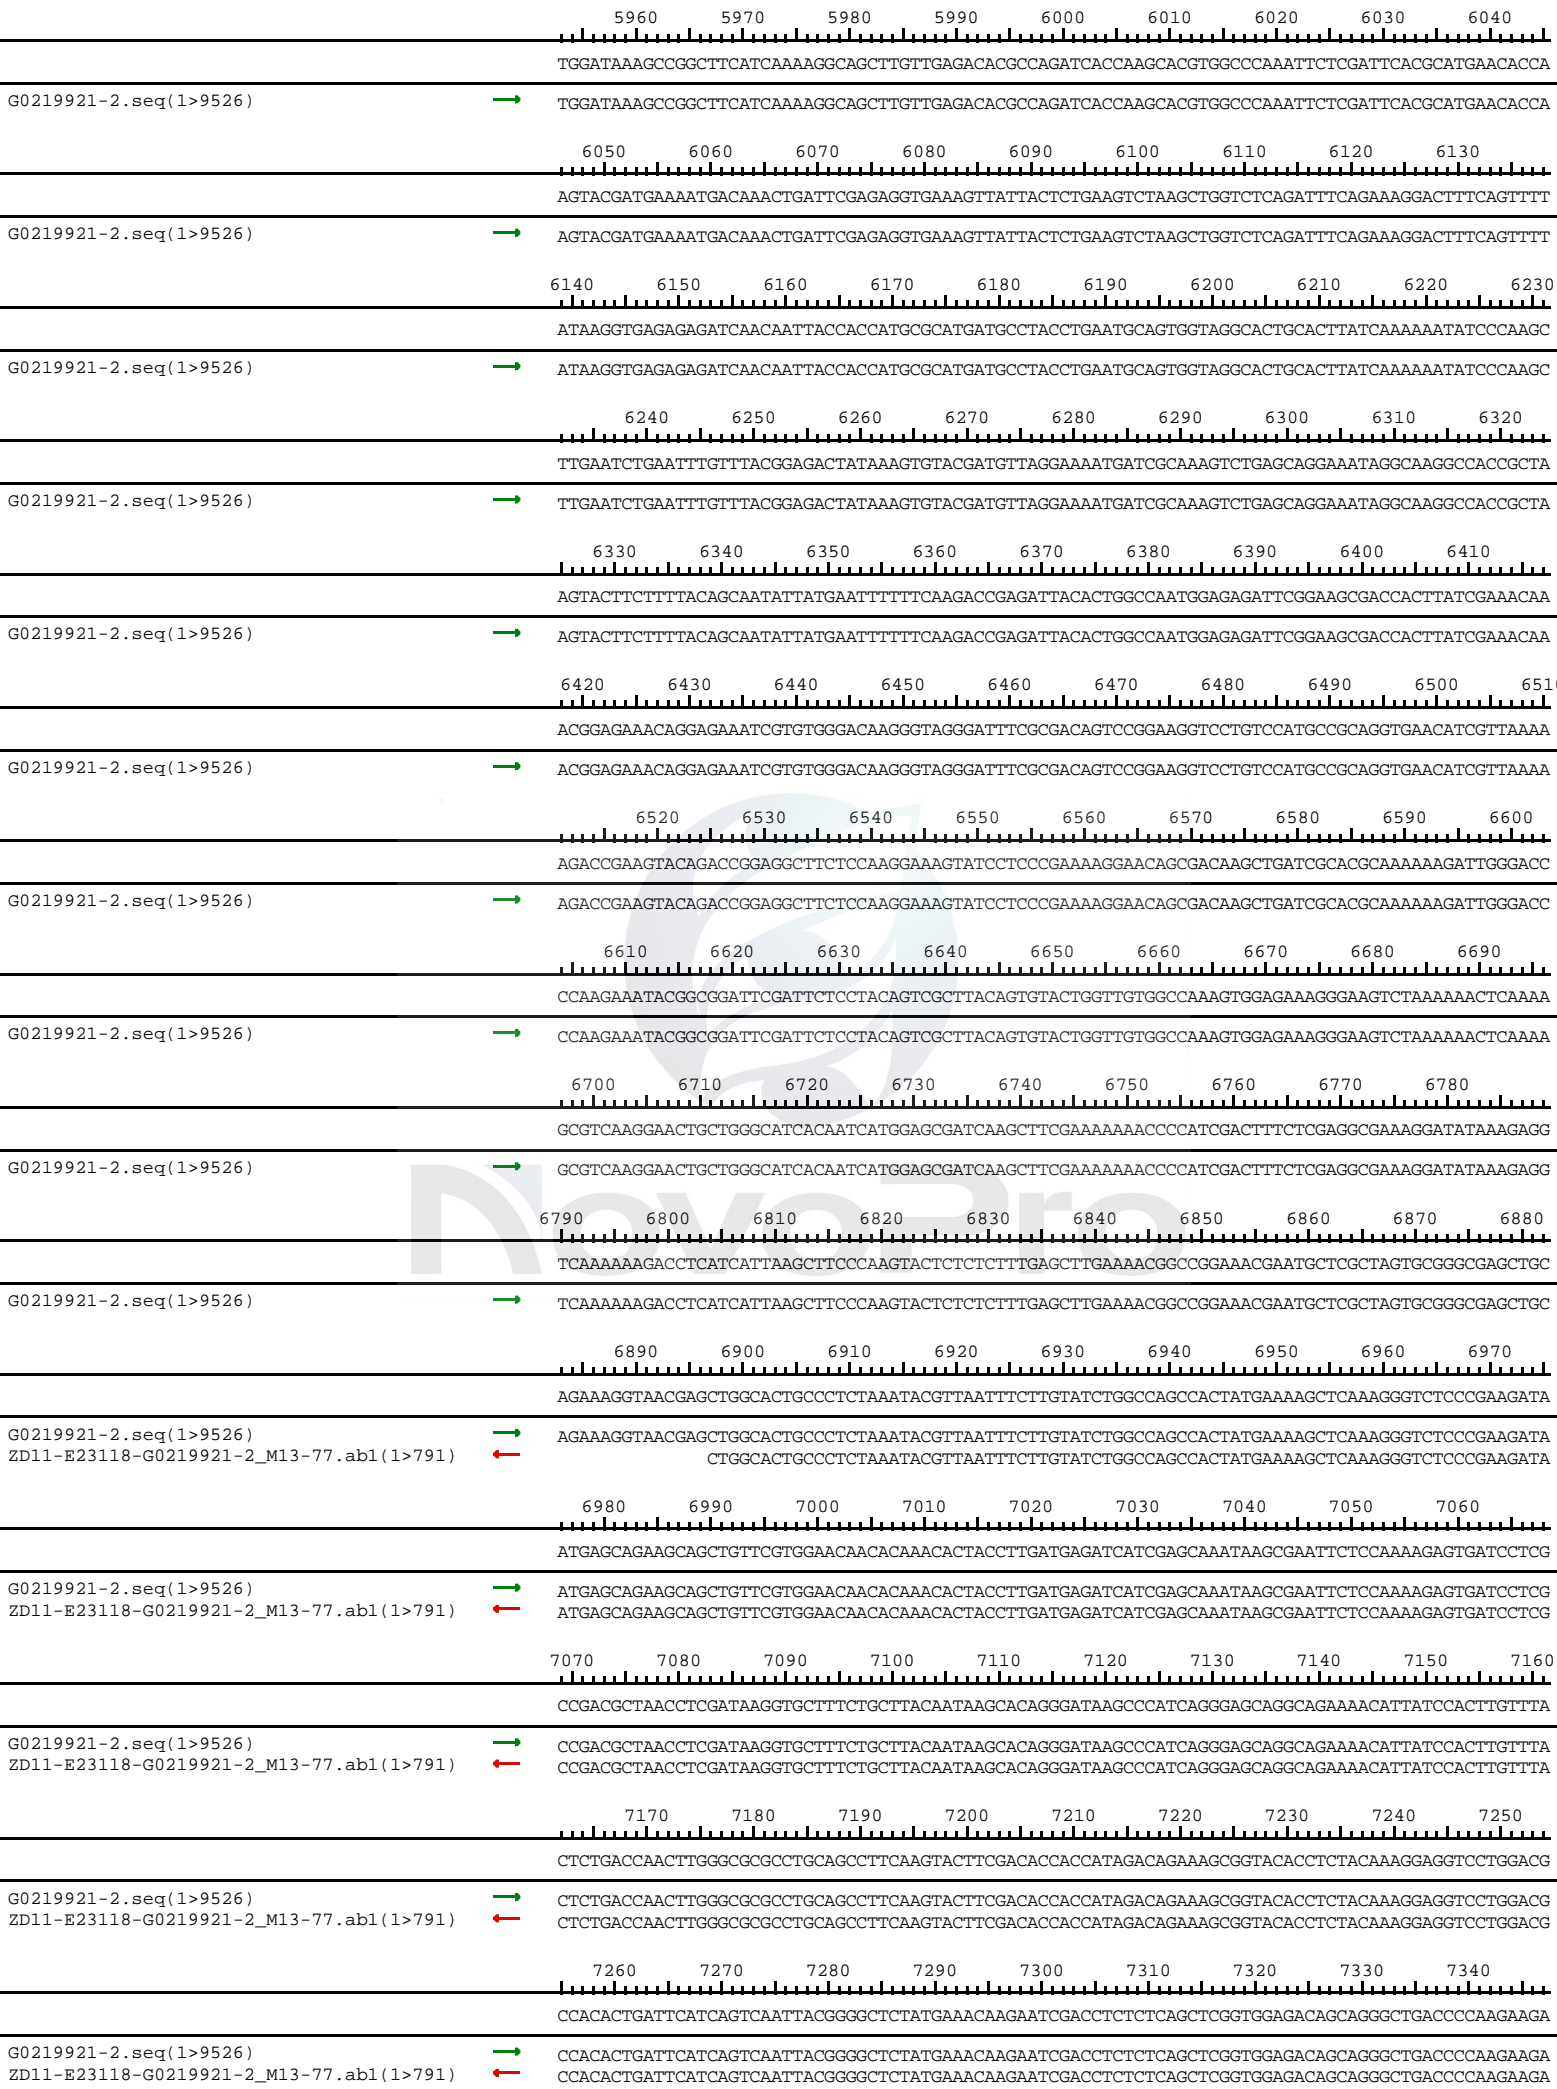 5960 5970 5980 5990 6000 6010 6020 6030 6040
TGGATAAAGCCGGCTTCATCAAAAGGCAGCTTGTTGAGACACGCCAGATCACCAAGCACGTGGCCCAAATTCTCGATTCACGCATGAACACCA
G0219921-2.seq(1>9526) TGGATAAAGCCGGCTTCATCAAAAGGCAGCTTGTTGAGACACGCCAGATCACCAAGCACGTGGCCCAAATTCTCGATTCACGCATGAACACCA
6050 6060 6070 6080 6090 6100 6110 6120 6130
AGTACGATGAAAATGACAAACTGATTCGAGAGGTGAAAGTTATTACTCTGAAGTCTAAGCTGGTCTCAGATTTCAGAAAGGACTTTCAGTTTT
G0219921-2.seq(1>9526) AGTACGATGAAAATGACAAACTGATTCGAGAGGTGAAAGTTATTACTCTGAAGTCTAAGCTGGTCTCAGATTTCAGAAAGGACTTTCAGTTTT
6140 6150 6160 6170 6180 6190 6200 6210 6220 6230
ATAAGGTGAGAGAGATCAACAATTACCACCATGCGCATGATGCCTACCTGAATGCAGTGGTAGGCACTGCACTTATCAAAAAATATCCCAAGC
G0219921-2.seq(1>9526) ATAAGGTGAGAGAGATCAACAATTACCACCATGCGCATGATGCCTACCTGAATGCAGTGGTAGGCACTGCACTTATCAAAAAATATCCCAAGC
6240 6250 6260 6270 6280 6290 6300 6310 6320
TTGAATCTGAATTTGTTTACGGAGACTATAAAGTGTACGATGTTAGGAAAATGATCGCAAAGTCTGAGCAGGAAATAGGCAAGGCCACCGCTA
G0219921-2.seq(1>9526) TTGAATCTGAATTTGTTTACGGAGACTATAAAGTGTACGATGTTAGGAAAATGATCGCAAAGTCTGAGCAGGAAATAGGCAAGGCCACCGCTA
6330 6340 6350 6360 6370 6380 6390 6400 6410
AGTACTTCTTTTACAGCAATATTATGAATTTTTTCAAGACCGAGATTACACTGGCCAATGGAGAGATTCGGAAGCGACCACTTATCGAAACAA
G0219921-2.seq(1>9526) AGTACTTCTTTTACAGCAATATTATGAATTTTTTCAAGACCGAGATTACACTGGCCAATGGAGAGATTCGGAAGCGACCACTTATCGAAACAA
6420 6430 6440 6450 6460 6470 6480 6490 6500 6510
ACGGAGAAACAGGAGAAATCGTGTGGGACAAGGGTAGGGATTTCGCGACAGTCCGGAAGGTCCTGTCCATGCCGCAGGTGAACATCGTTAAAA
G0219921-2.seq(1>9526) ACGGAGAAACAGGAGAAATCGTGTGGGACAAGGGTAGGGATTTCGCGACAGTCCGGAAGGTCCTGTCCATGCCGCAGGTGAACATCGTTAAAA
6520 6530 6540 6550 6560 6570 6580 6590 6600
AGACCGAAGTACAGACCGGAGGCTTCTCCAAGGAAAGTATCCTCCCGAAAAGGAACAGCGACAAGCTGATCGCACGCAAAAAAGATTGGGACC
G0219921-2.seq(1>9526) AGACCGAAGTACAGACCGGAGGCTTCTCCAAGGAAAGTATCCTCCCGAAAAGGAACAGCGACAAGCTGATCGCACGCAAAAAAGATTGGGACC
6610 6620 6630 6640 6650 6660 6670 6680 6690
CCAAGAAATACGGCGGATTCGATTCTCCTACAGTCGCTTACAGTGTACTGGTTGTGGCCAAAGTGGAGAAAGGGAAGTCTAAAAAACTCAAAA
G0219921-2.seq(1>9526) CCAAGAAATACGGCGGATTCGATTCTCCTACAGTCGCTTACAGTGTACTGGTTGTGGCCAAAGTGGAGAAAGGGAAGTCTAAAAAACTCAAAA
6700 6710 6720 6730 6740 6750 6760 6770 6780
GCGTCAAGGAACTGCTGGGCATCACAATCATGGAGCGATCAAGCTTCGAAAAAAACCCCATCGACTTTCTCGAGGCGAAAGGATATAAAGAGG
G0219921-2.seq(1>9526) GCGTCAAGGAACTGCTGGGCATCACAATCATGGAGCGATCAAGCTTCGAAAAAAACCCCATCGACTTTCTCGAGGCGAAAGGATATAAAGAGG
NovoPro
6790 6800 6810 6820 6830 6840 6850 6860 6870 6880
TCAAAAAAGACCTCATCATTAAGCTTCCCAAGTACTCTCTCTTTGAGCTTGAAAACGGCCGGAAACGAATGCTCGCTAGTGCGGGCGAGCTGC
G0219921-2.seq(1>9526) TCAAAAAAGACCTCATCATTAAGCTTCCCAAGTACTCTCTCTTTGAGCTTGAAAACGGCCGGAAACGAATGCTCGCTAGTGCGGGCGAGCTGC
6890 6900 6910 6920 6930 6940 6950 6960 6970
AGAAAGGTAACGAGCTGGCACTGCCCTCTAAATACGTTAATTTCTTGTATCTGGCCAGCCACTATGAAAAGCTCAAAGGGTCTCCCGAAGATA
G0219921-2.seq(1>9526) AGAAAGGTAACGAGCTGGCACTGCCCTCTAAATACGTTAATTTCTTGTATCTGGCCAGCCACTATGAAAAGCTCAAAGGGTCTCCCGAAGATA
ZD11-E23118-G0219921-2_M13-77.ab1(1>791) CTGGCACTGCCCTCTAAATACGTTAATTTCTTGTATCTGGCCAGCCACTATGAAAAGCTCAAAGGGTCTCCCGAAGATA
6980 6990 7000 7010 7020 7030 7040 7050 7060
ATGAGCAGAAGCAGCTGTTCGTGGAACAACACAAACACTACCTTGATGAGATCATCGAGCAAATAAGCGAATTCTCCAAAAGAGTGATCCTCG
G0219921-2.seq(1>9526) ATGAGCAGAAGCAGCTGTTCGTGGAACAACACAAACACTACCTTGATGAGATCATCGAGCAAATAAGCGAATTCTCCAAAAGAGTGATCCTCG
ZD11-E23118-G0219921-2_M13-77.ab1(1>791) ATGAGCAGAAGCAGCTGTTCGTGGAACAACACAAACACTACCTTGATGAGATCATCGAGCAAATAAGCGAATTCTCCAAAAGAGTGATCCTCG
7070 7080 7090 7100 7110 7120 7130 7140 7150 7160
CCGACGCTAACCTCGATAAGGTGCTTTCTGCTTACAATAAGCACAGGGATAAGCCCATCAGGGAGCAGGCAGAAAACATTATCCACTTGTTTA
G0219921-2.seq(1>9526) CCGACGCTAACCTCGATAAGGTGCTTTCTGCTTACAATAAGCACAGGGATAAGCCCATCAGGGAGCAGGCAGAAAACATTATCCACTTGTTTA
ZD11-E23118-G0219921-2_M13-77.ab1(1>791) CCGACGCTAACCTCGATAAGGTGCTTTCTGCTTACAATAAGCACAGGGATAAGCCCATCAGGGAGCAGGCAGAAAACATTATCCACTTGTTTA
7170 7180 7190 7200 7210 7220 7230 7240 7250
CTCTGACCAACTTGGGCGCGCCTGCAGCCTTCAAGTACTTCGACACCACCATAGACAGAAAGCGGTACACCTCTACAAAGGAGGTCCTGGACG
G0219921-2.seq(1>9526) CTCTGACCAACTTGGGCGCGCCTGCAGCCTTCAAGTACTTCGACACCACCATAGACAGAAAGCGGTACACCTCTACAAAGGAGGTCCTGGACG
ZD11-E23118-G0219921-2_M13-77.ab1(1>791) CTCTGACCAACTTGGGCGCGCCTGCAGCCTTCAAGTACTTCGACACCACCATAGACAGAAAGCGGTACACCTCTACAAAGGAGGTCCTGGACG
7260 7270 7280 7290 7300 7310 7320 7330 7340
CCACACTGATTCATCAGTCAATTACGGGGCTCTATGAAACAAGAATCGACCTCTCTCAGCTCGGTGGAGACAGCAGGGCTGACCCCAAGAAGA
G0219921-2.seq(1>9526) CCACACTGATTCATCAGTCAATTACGGGGCTCTATGAAACAAGAATCGACCTCTCTCAGCTCGGTGGAGACAGCAGGGCTGACCCCAAGAAGA
ZD11-E23118-G0219921-2_M13-77.ab1(1>791) CCACACTGATTCATCAGTCAATTACGGGGCTCTATGAAACAAGAATCGACCTCTCTCAGCTCGGTGGAGACAGCAGGGCTGACCCCAAGAAGA